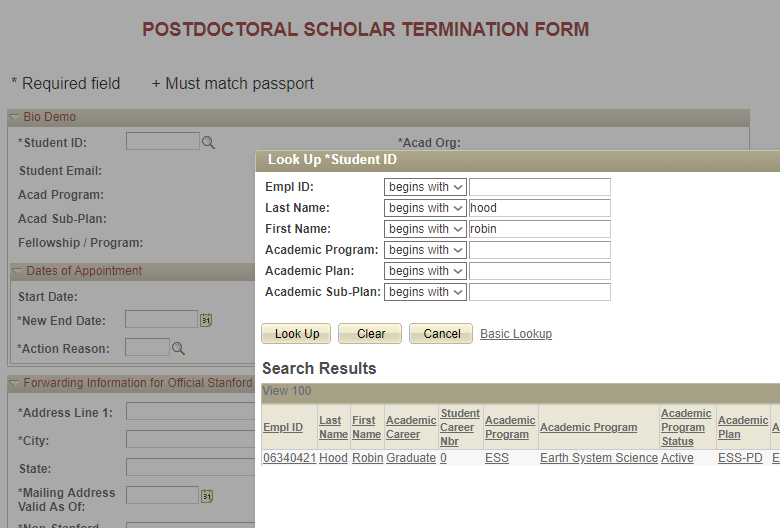 POSTDOCTORAL SCHOLAR TERMINATION FORM
* Required field + Must match passport
Bio Demo
*Student ID: *Acad Org:
Student Email:
Acad Program:
Acad Sub-Plan:
Fellowship / Program:
Dates of Appointment
Start Date:
*New End Date: 31
*Action Reason:
Forwarding Information for Official Stanford
*Address Line 1:
*City:
State:
*Mailing Address
Valid As Of: 31
Look Up *Student ID
Empl ID: begins with
Last Name: begins with hood
First Name: begins with robin
Academic Program: begins with
Academic Plan: begins with
Academic Sub-Plan: begins with
Look Up Clear Cancel Basic Lookup
Search Results
View 100
Empl ID Last Name First Name Academic Career Student Career Nbr Academic Program Academic Program Academic Program Status Academic Plan
06340421 Hood Robin Graduate 0 ESS Earth System Science Active ESS-PD